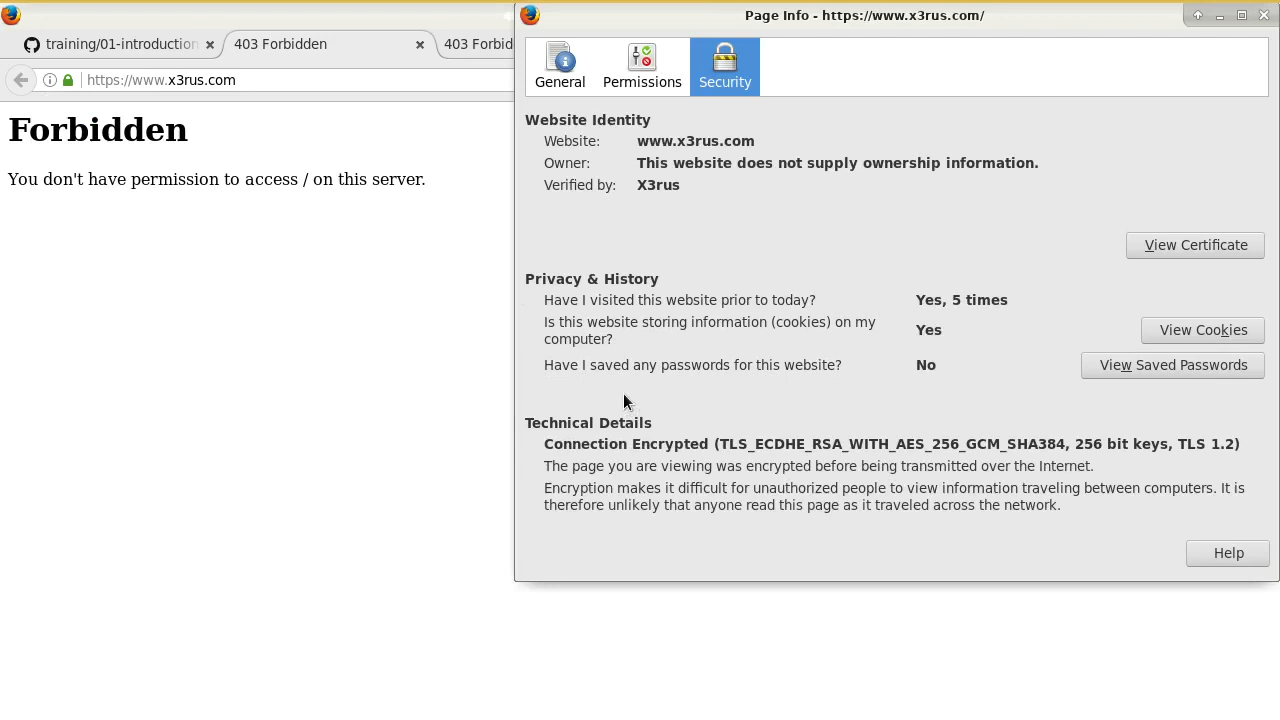 Page Info - https://www.x3rus.com/
training/01-introduction
403 Forbidden
403 Forbid
https://www.x3rus.com
Forbidden
You don't have permission to access / on this server.
General
Permissions
Security
Website Identity
Website: www.x3rus.com
Owner: This website does not supply ownership information.
Verified by: X3rus
View Certificate
Privacy & History
Have I visited this website prior to today? Yes, 5 times
Is this website storing information (cookies) on my
computer?
Yes
View Cookies
Have I saved any passwords for this website? No
View Saved Passwords
Technical Details
Connection Encrypted (TLS_ECDHE_RSA_WITH_AES_256_GCM_SHA384, 256 bit keys, TLS 1.2)
The page you are viewing was encrypted before being transmitted over the Internet.
Encryption makes it difficult for unauthorized people to view information traveling between computers. It is
therefore unlikely that anyone read this page as it traveled across the network.
Help